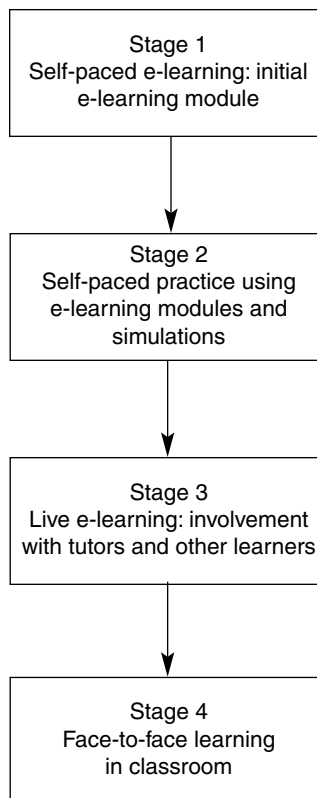 Stage 1
Self-paced e-learning: initial
e-learning module
Stage 2
Self-paced practice using
e-learning modules and
simulations
Stage 3
Live e-learning: involvement
with tutors and other learners
Stage 4
Face-to-face learning
in classroom